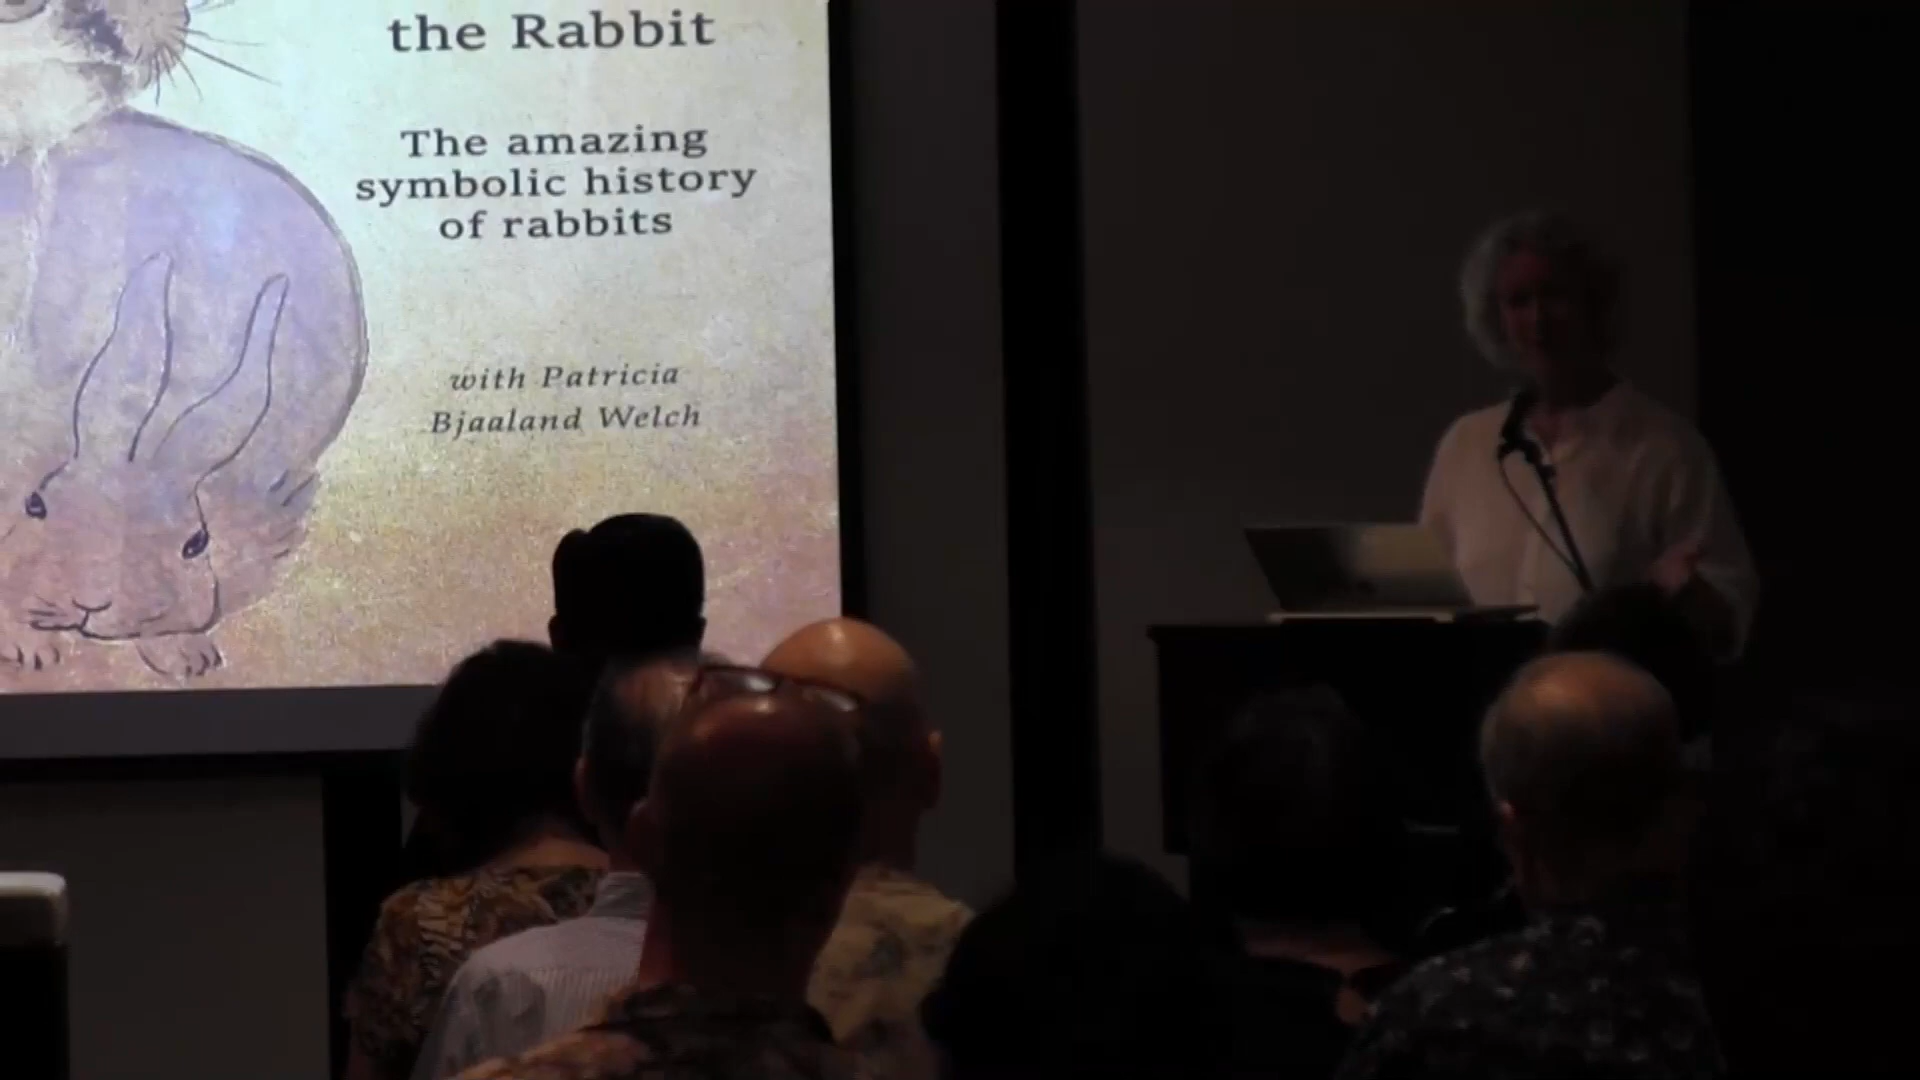 the Rabbit
The amazing
symbolic history
of rabbits
with Patricia
Bjaaland Welch